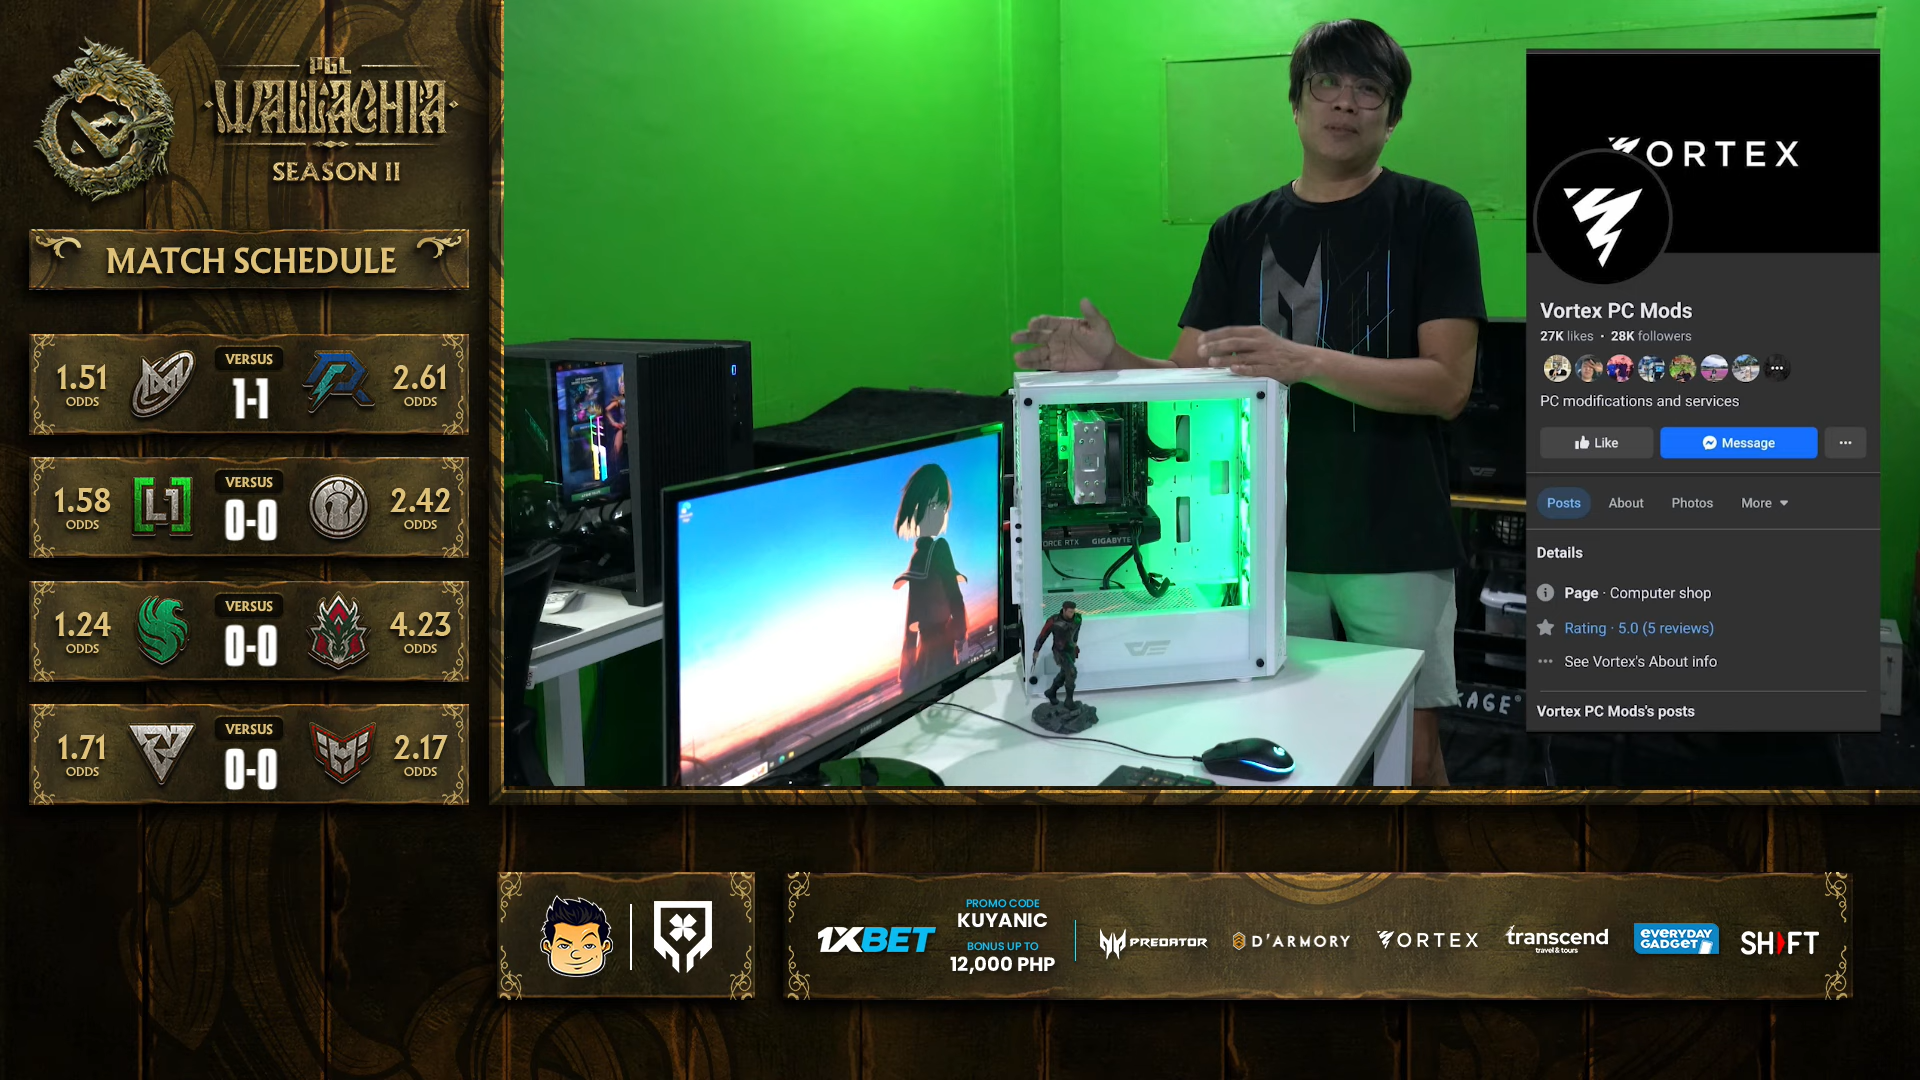 PGL
WALLACHIA
SEASON II
MATCH SCHEDULE
1.51
ODDS
VERSUS
1-1
2.61
ODDS
1.58
ODDS
L1
VERSUS
0-0
2.42
ODDS
1.24
ODDS
VERSUS
0-0
4.23
ODDS
1.71
ODDS
VERSUS
0-0
2.17
ODDS
GEFORCE RTX GIGABYTE
SAMSUNG
VORTEX
Vortex PC Mods
27K likes · 28K followers
PC modifications and services
Like
Message
Posts
About
Photos
More
Details
Page · Computer shop
Rating · 5.0 (5 reviews)
See Vortex's About info
Vortex PC Mods's posts
1XBET
PROMO CODE
KUYANIC
BONUS UP TO
12,000 PHP
PREDATOR
D'ARMORY
VORTEX
transcend
travel & tours
EVERYDAY
GADGET
SHIFT